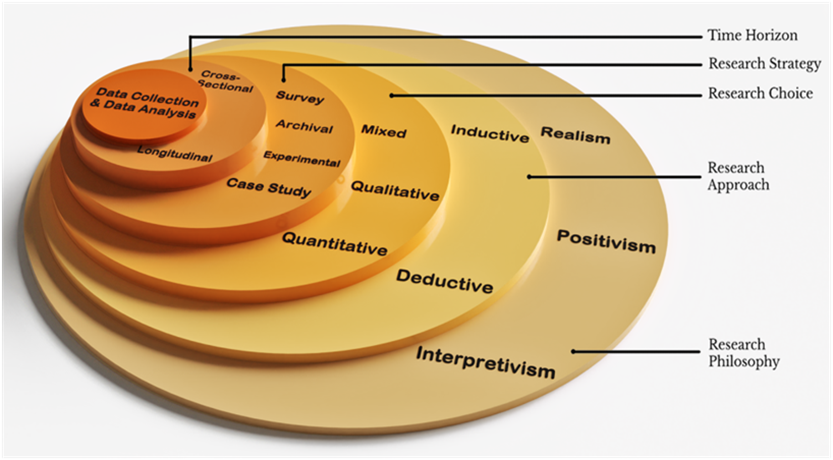 Time Horizon
Research Strategy
Research Choice
Research
Approach
Research
Philosophy
Data Collection
& Data Analysis
Cross-
Sectional
Longitudinal
Survey
Archival
Experimental
Case Study
Mixed
Qualitative
Quantitative
Inductive
Deductive
Realism
Positivism
Interpretivism